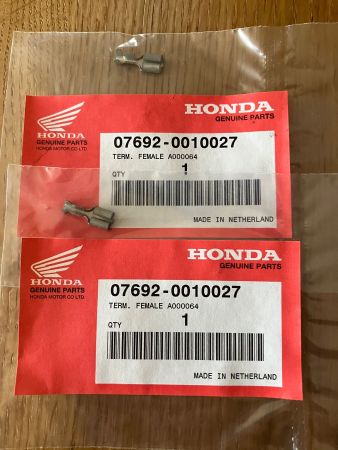 HONDA
GENUINE PARTS
HONDA
GENUINE PARTS
HONDA MOTOR CO LTD
07692-0010027
TERM. FEMALE A000064
QTY 1
MADE IN NETHERLAND
HONDA
GENUINE PARTS
HONDA
GENUINE PARTS
HONDA MOTOR CO LTD
07692-0010027
TERM. FEMALE A000064
QTY 1
MADE IN NETHERLAND